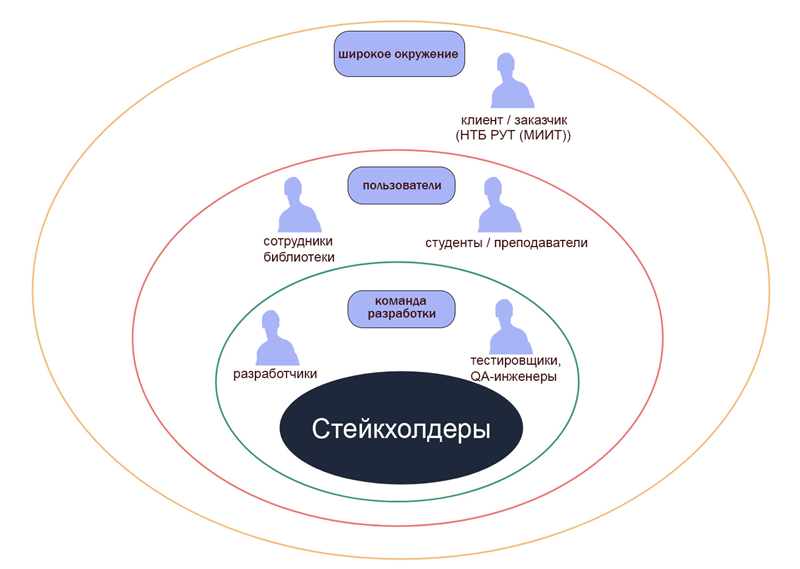 широкое окружение
клиент / заказчик
(НТБ РУТ (МИИТ))
пользователи
сотрудники
библиотеки
студенты / преподаватели
команда
разработки
разработчики
тестировщики,
QA-инженеры
Стейкхолдеры